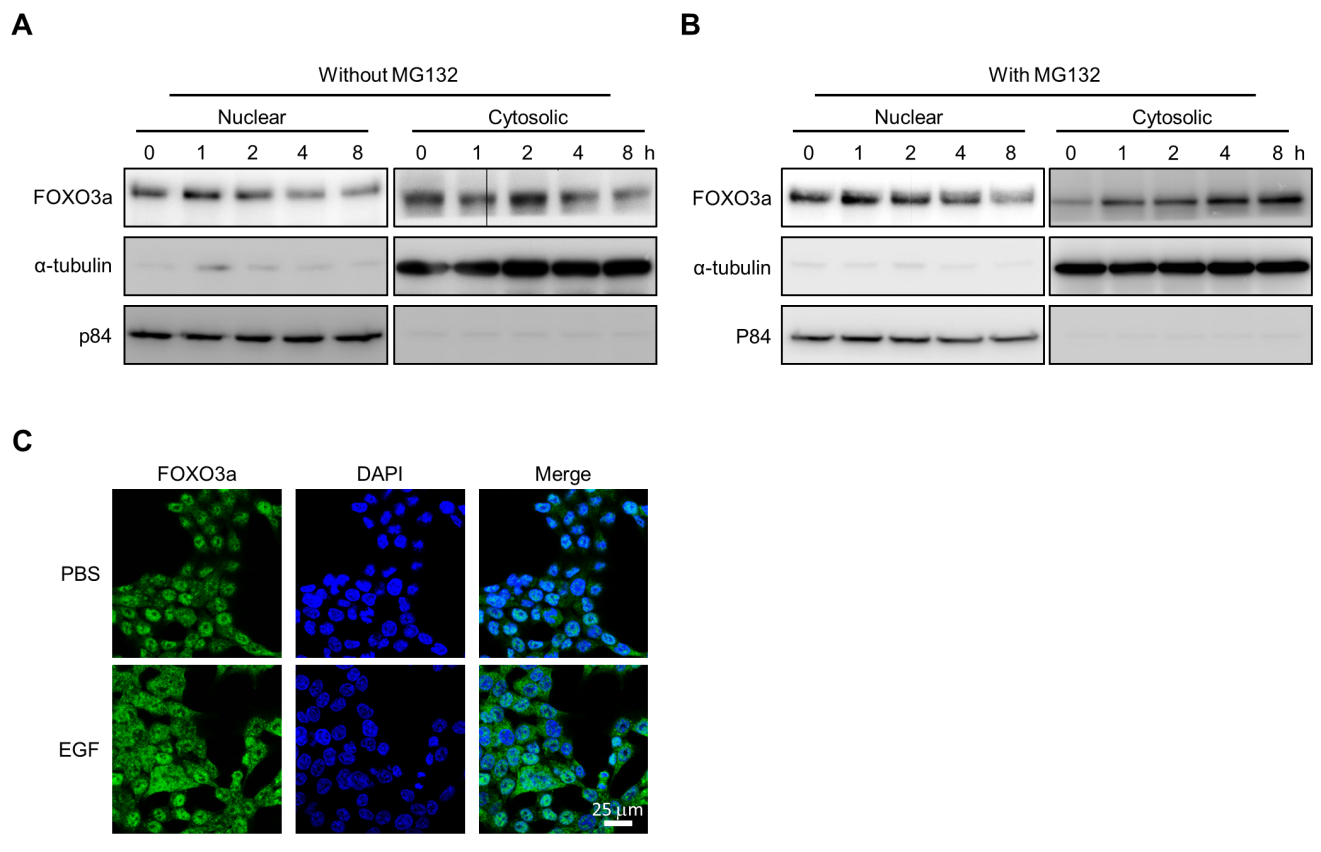 A
Without MG132
Nuclear Cytosolic
0 1 2 4 8 0 1 2 4 8 h
FOXO3a
α-tubulin
p84
B
With MG132
Nuclear Cytosolic
0 1 2 4 8 0 1 2 4 8 h
FOXO3a
α-tubulin
P84
C
FOXO3a DAPI Merge
PBS
EGF
25 μm